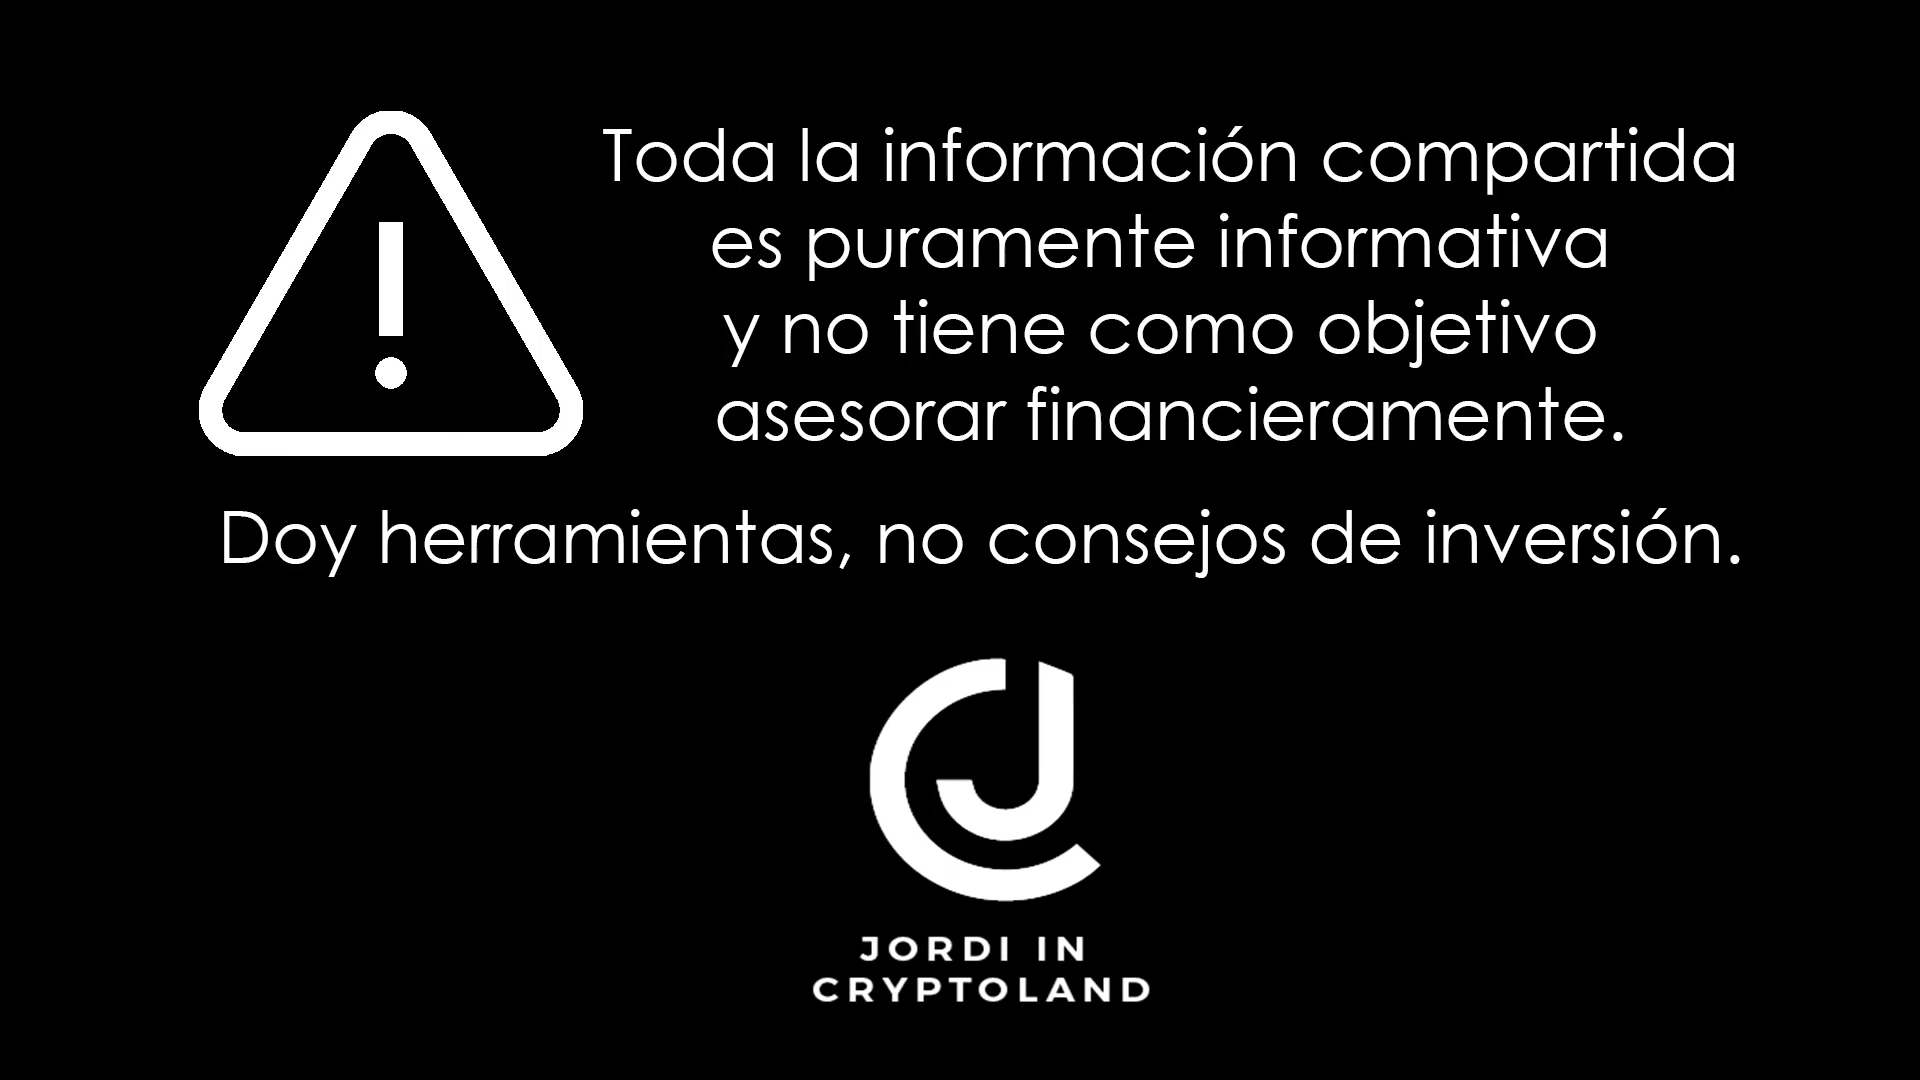 Toda la información compartida
es puramente informativa
y no tiene como objetivo
asesorar financieramente.
Doy herramientas, no consejos de inversión.
JORDI IN
CRYPTOLAND